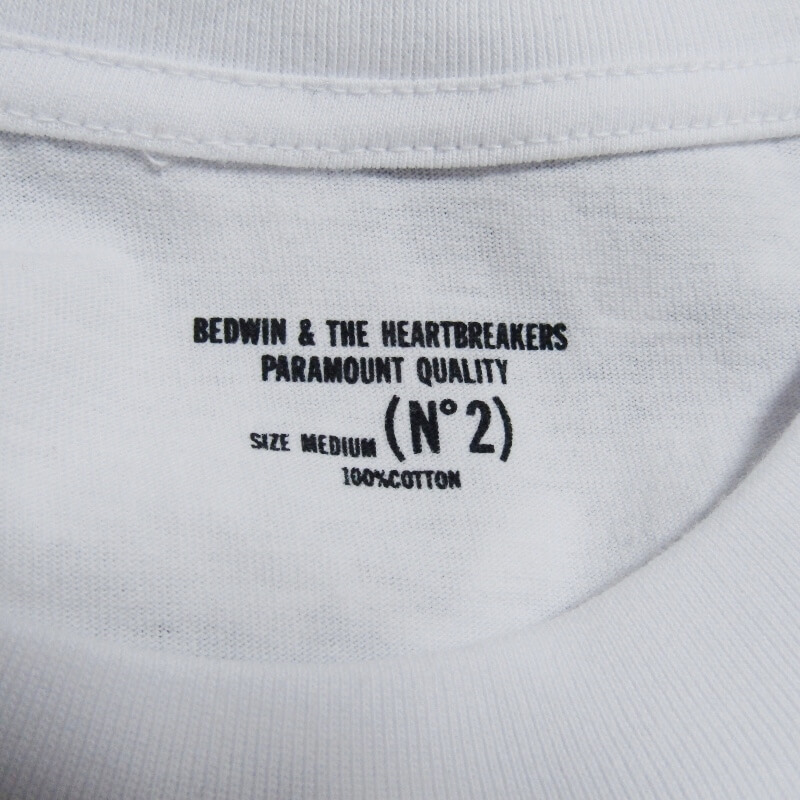 BEDWIN & THE HEARTBREAKERS
PARAMOUNT QUALITY
SIZE MEDIUM (N°2)
100%COTTON